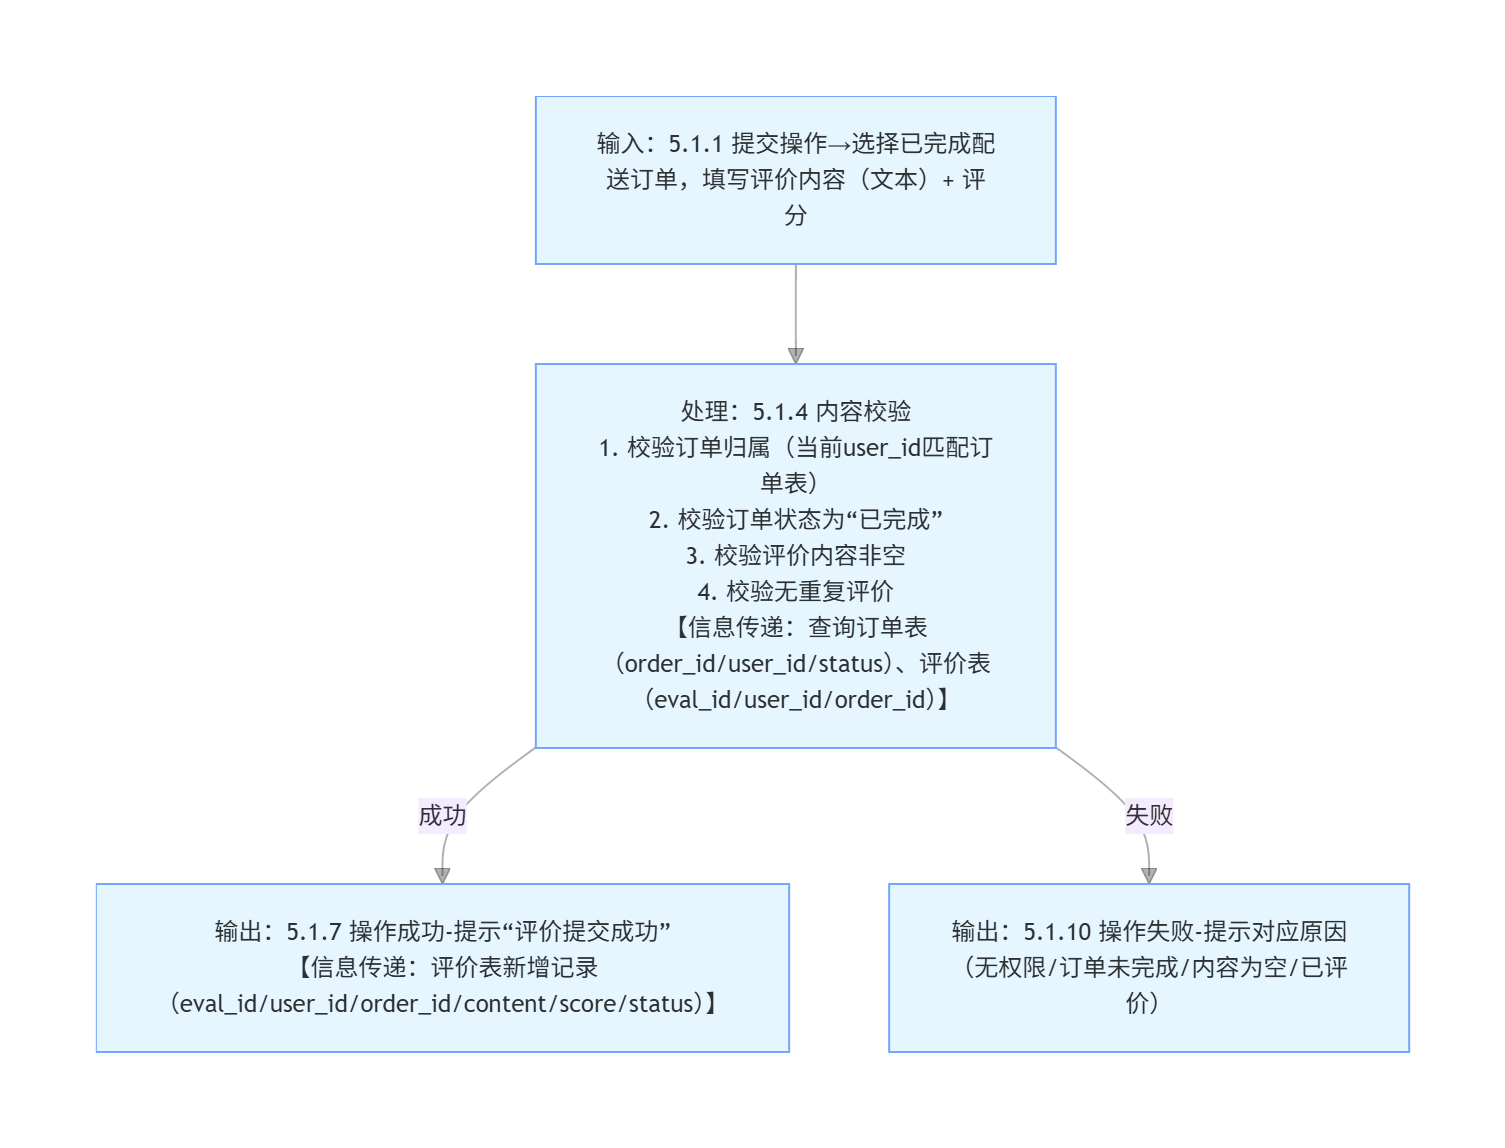 输入：5.1.1 提交操作→选择已完成配
送订单，填写评价内容（文本）+ 评
分
处理：5.1.4 内容校验
1. 校验订单归属（当前user_id匹配订
单表）
2. 校验订单状态为“已完成”
3. 校验评价内容非空
4. 校验无重复评价
【信息传递：查询订单表
（order_id/user_id/status）、评价表
（eval_id/user_id/order_id）】
成功
失败
输出：5.1.7 操作成功-提示“评价提交成功”
【信息传递：评价表新增记录
（eval_id/user_id/order_id/content/score/status）】
输出：5.1.10 操作失败-提示对应原因
（无权限/订单未完成/内容为空/已评
价）